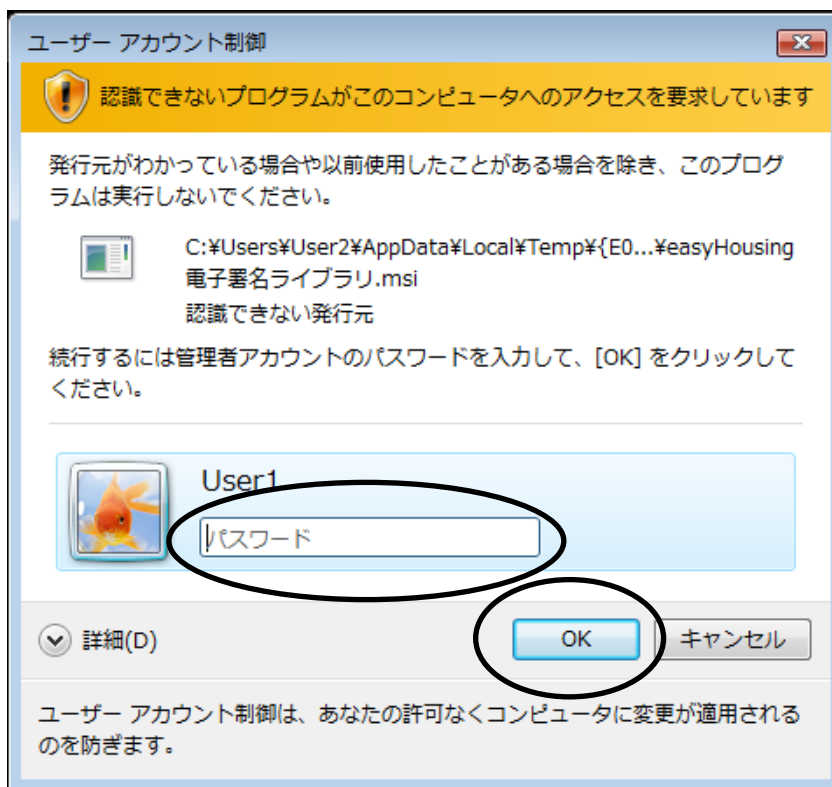 ユーザー アカウント制御
認識できないプログラムがこのコンピュータへのアクセスを要求しています
発行元がわかっている場合や以前使用したことがある場合を除き、このプログ
ラムは実行しないでください。
C:¥Users¥User2¥AppData¥Local¥Temp¥{E0...¥easyHousing
電子署名ライブラリ.msi
認識できない発行元
続行するには管理者アカウントのパスワードを入力して、[OK] をクリックして
ください。
User1
パスワード
詳細(D)
OK
キャンセル
ユーザー アカウント制御は、あなたの許可なくコンピュータに変更が適用される
のを防ぎます。